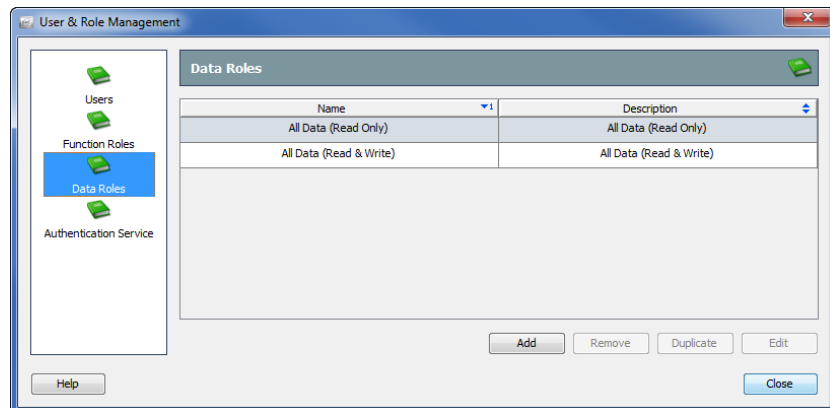 User & Role Management
Users
Function Roles
Data Roles
Authentication Service
Data Roles
Name 1 Description
All Data (Read Only) All Data (Read Only)
All Data (Read & Write) All Data (Read & Write)
Add Remove Duplicate Edit
Help Close